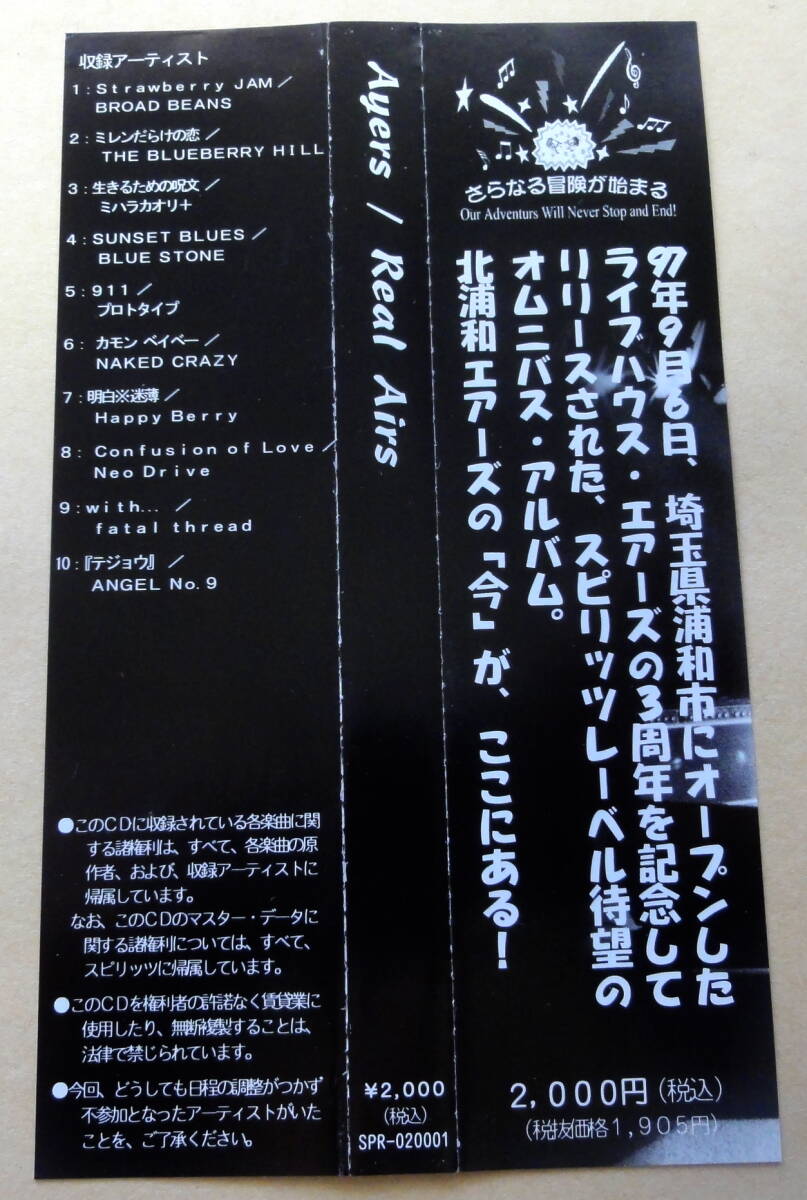 収録アーティスト
1：Strawberry JAM／
BROAD BEANS
2：ミレンだらけの恋／
THE BLUEBERRY HILL
3：生きるための呪文／
ミハラカオリ＋
4：SUNSET BLUES／
BLUE STONE
5：911／
プロトタイプ
6： カモン ベイベー／
NAKED CRAZY
7：明白※迷薄／
Happy Berry
8： Confusion of Love／
Neo Drive
9：with... ／
fatal thread
10：『テジョウ』／
ANGEL No.9
●このCDに収録されている各楽曲に関
する諸権利は、すべて、各楽曲の原
作者、および、収録アーティストに
帰属しています。
なお、このCDのマスター・データに
関する諸権利については、すべて、
スピリッツに帰属しています。
●このCDを権利者の許諾なく賃貸業に
使用したり、無断複製することは、
法律で禁じられています。
●今回、どうしても日程の調整がつかず
不参加となったアーティストがいた
ことを、ご了承ください。
Ayers / Real Airs
¥2,000
(税込)
SPR-020001
さらなる冒険が始まる
Our Adventurs Will Never Stop and End!
97年9月6日、埼玉県浦和市にオープンした
ライブハウス・エアーズの3周年を記念して
リリースされた、スピリッツレーベル待望の
オムニバス・アルバム。
北浦和エアーズの「今」が、ここにある！
2,000円（税込）
（税抜価格1,905円）